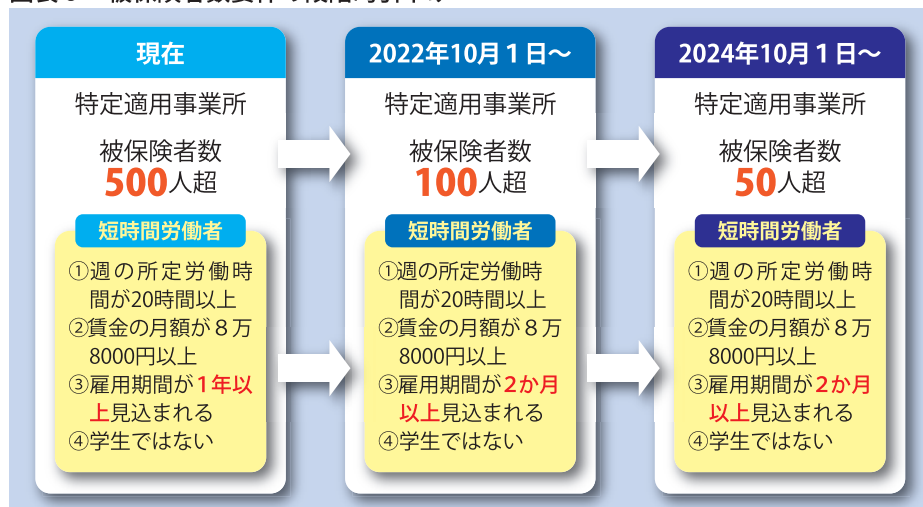 現在
特定適用事業所
被保険者数
500人超
短時間労働者
①週の所定労働時
間が20時間以上
②賃金の月額が８万
8000円以上
③雇用期間が１年以
上見込まれる
④学生ではない
2022年10月１日～
特定適用事業所
被保険者数
100人超
短時間労働者
①週の所定労働時
間が20時間以上
②賃金の月額が８万
8000円以上
③雇用期間が２か月
以上見込まれる
④学生ではない
2024年10月１日～
特定適用事業所
被保険者数
50人超
短時間労働者
①週の所定労働時
間が20時間以上
②賃金の月額が８万
8000円以上
③雇用期間が２か月
以上見込まれる
④学生ではない